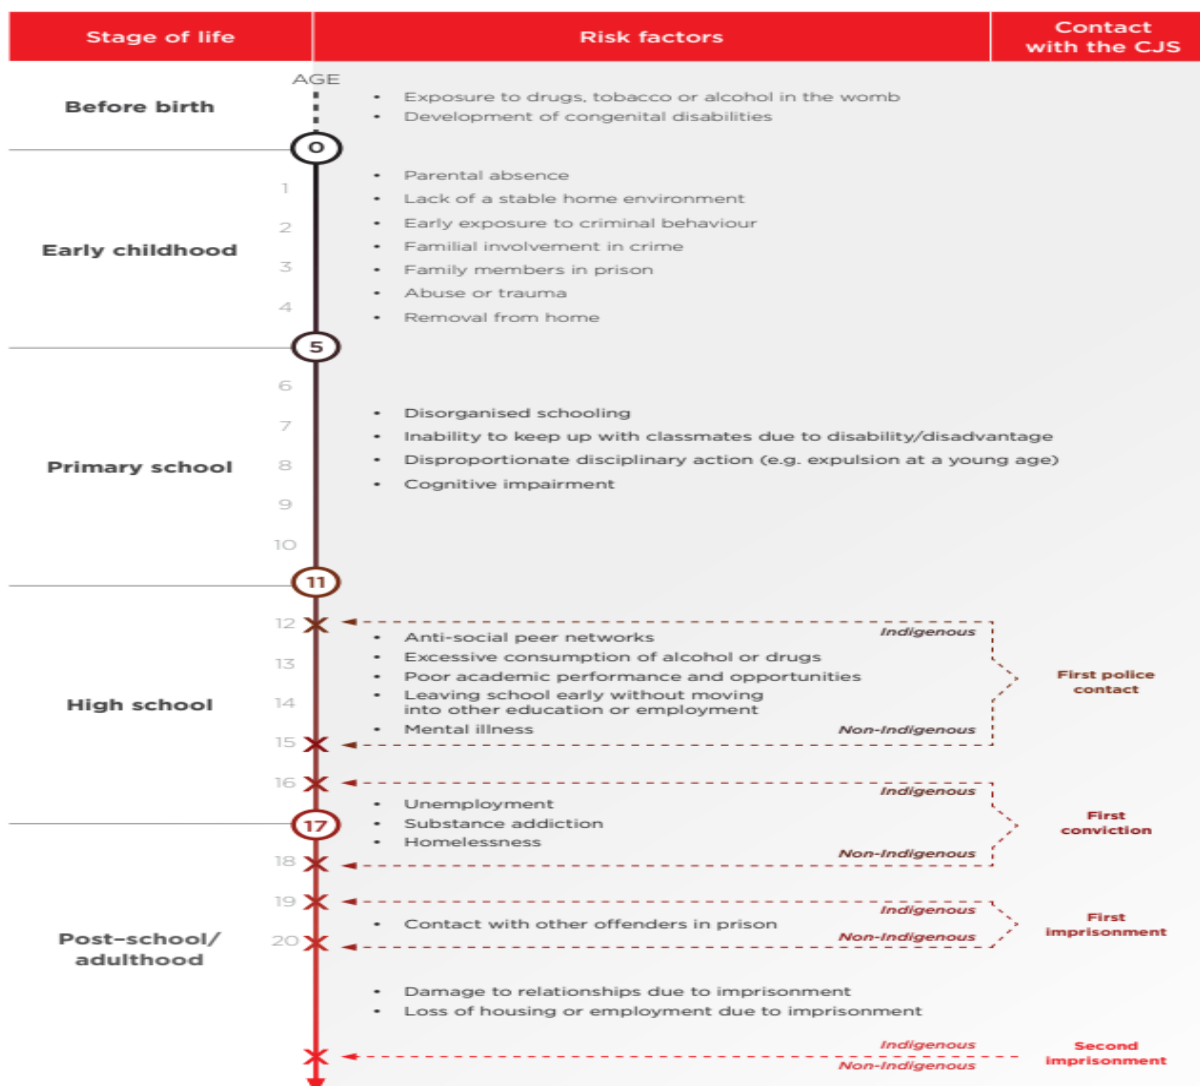 Stage of life
Risk factors
Contact
with the CJS
AGE
Before birth
• Exposure to drugs, tobacco or alcohol in the womb
• Development of congenital disabilities
0
1
2
3
4
Early childhood
• Parental absence
• Lack of a stable home environment
• Early exposure to criminal behaviour
• Familial involvement in crime
• Family members in prison
• Abuse or trauma
• Removal from home
5
6
7
8
9
10
Primary school
• Disorganised schooling
• Inability to keep up with classmates due to disability/disadvantage
• Disproportionate disciplinary action (e.g. expulsion at a young age)
• Cognitive impairment
11
12
13
14
15
16
High school
Indigenous
• Anti-social peer networks
• Excessive consumption of alcohol or drugs
• Poor academic performance and opportunities
• Leaving school early without moving
into other education or employment
• Mental illness
Non-Indigenous
First police
contact
Indigenous
• Unemployment
• Substance addiction
• Homelessness
Non-Indigenous
First
conviction
17
18
19
20
Post-school/
adulthood
Indigenous
• Contact with other offenders in prison
Non-Indigenous
First
imprisonment
• Damage to relationships due to imprisonment
• Loss of housing or employment due to imprisonment
Indigenous
Non-Indigenous
Second
imprisonment